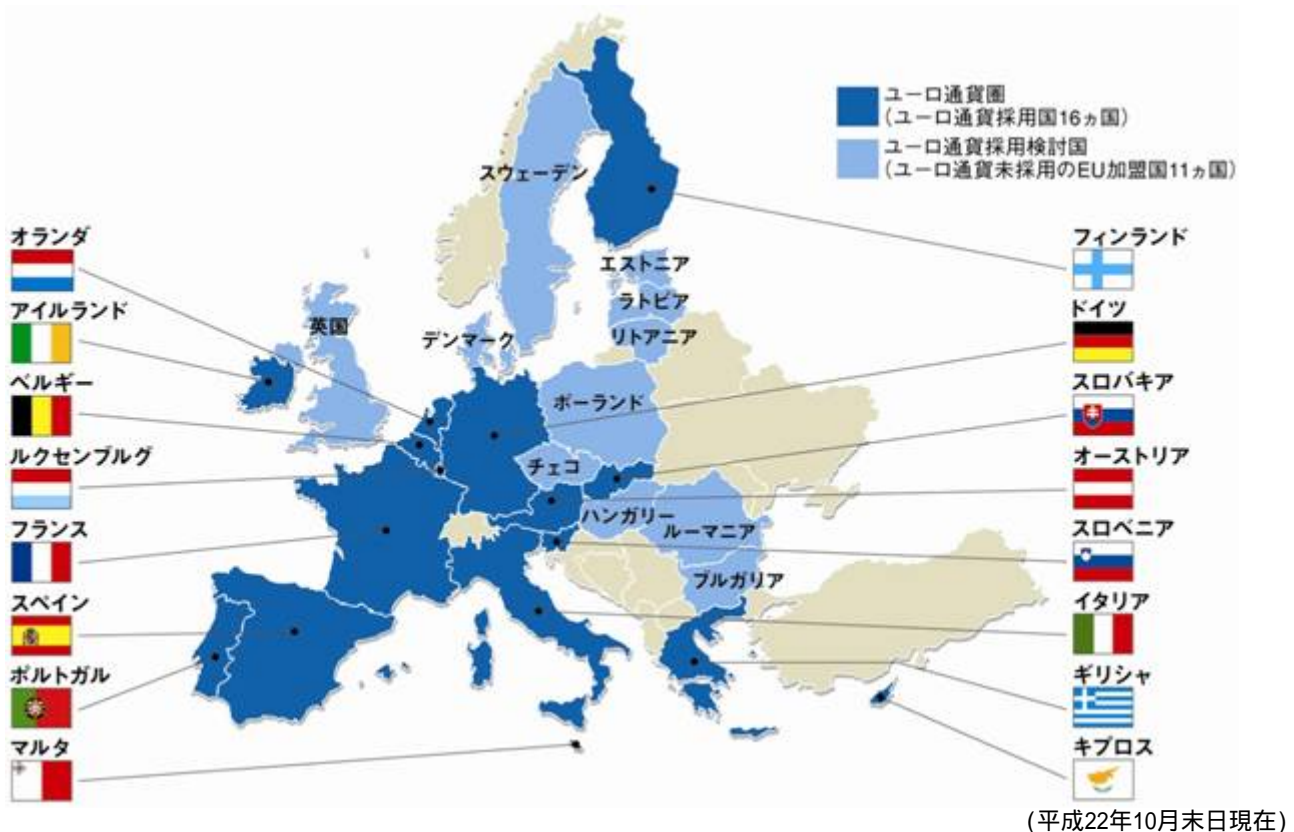 ユーロ通貨圏
(ユーロ通貨採用国16ヵ国)
ユーロ通貨採用検討国
(ユーロ通貨未採用のEU加盟国11ヵ国)
スウェーデン
エストニア
ラトビア
リトアニア
英国
デンマーク
ポーランド
チェコ
ハンガリー
ルーマニア
ブルガリア
オランダ
アイルランド
ベルギー
ルクセンブルグ
フランス
スペイン
ポルトガル
マルタ
フィンランド
ドイツ
スロバキア
オーストリア
スロベニア
イタリア
ギリシャ
キプロス
(平成22年10月末日現在)